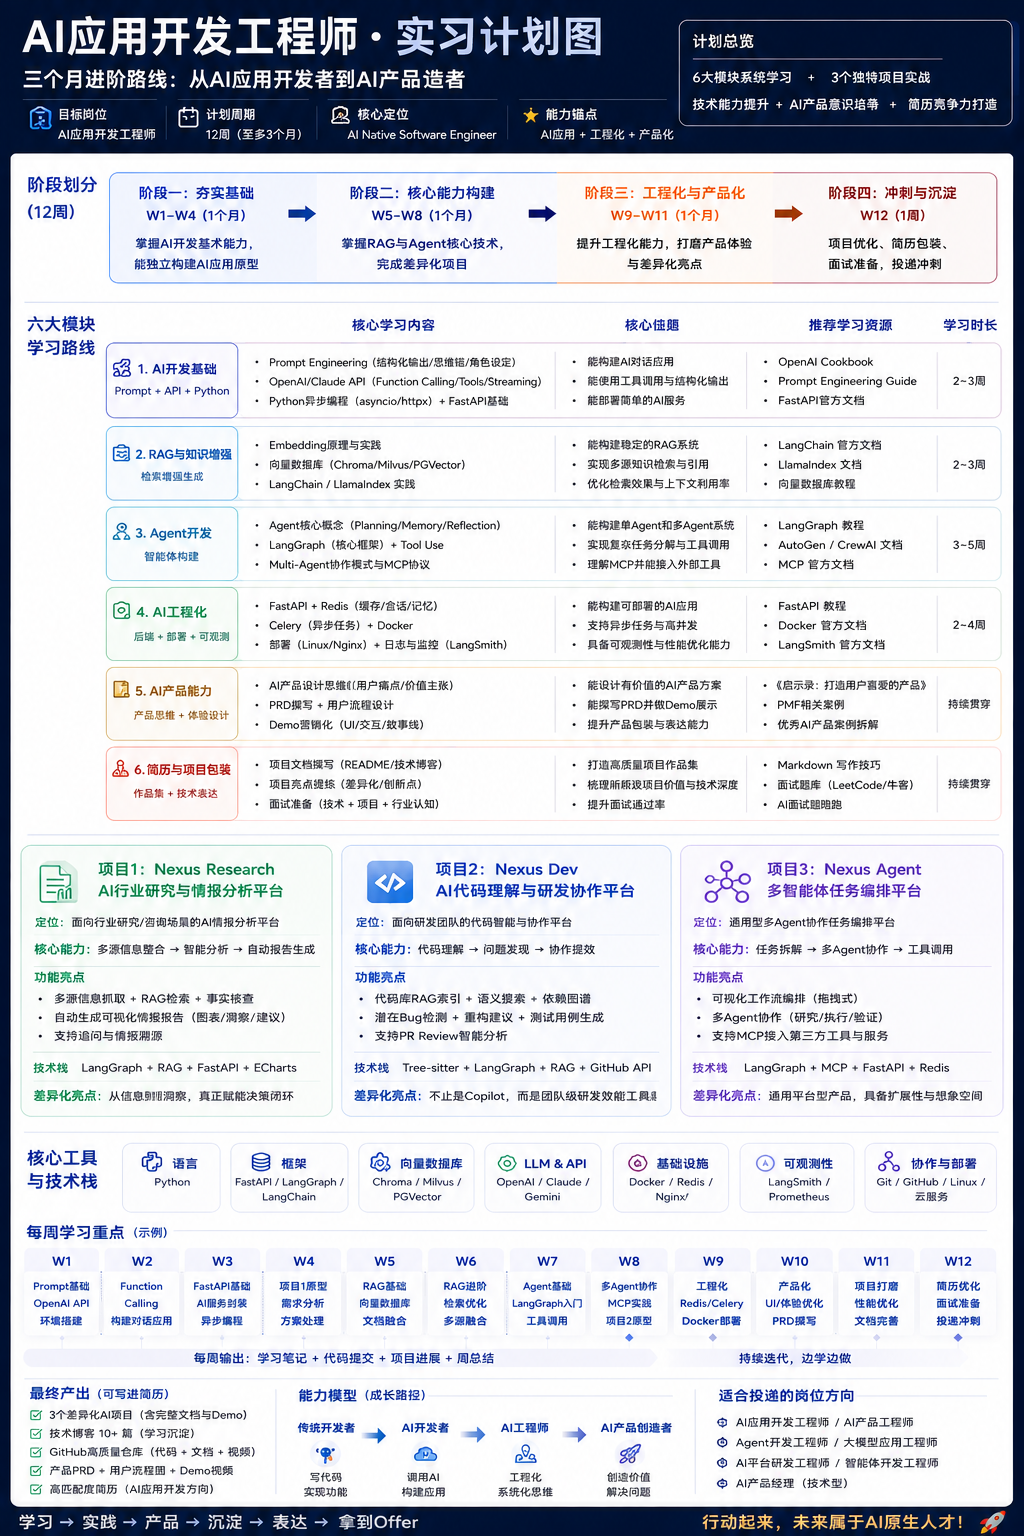 AI应用开发工程师 · 实习计划图
三个月进阶路线：从AI应用开发者到AI产品造者
目标岗位
AI应用开发工程师
计划周期
12周（至多3个月）
核心定位
AI Native Software Engineer
能力锚点
AI应用 + 工程化 + 产品化
计划总览
6大模块系统学习 + 3个独特项目实战
技术能力提升 + AI产品意识培 + 简历竞争力打造
阶段划分
(12周)
阶段一：夯实基础
W1–W4（1个月）
掌握AI开发基术能力，
能独立构建AI应用原型
阶段二：核心能力构建
W5–W8（1个月）
掌握RAG与Agent核心技术，
完成差异化项目
阶段三：工程化与产品化
W9–W11（1个月）
提升工程化能力，打磨产品体验
与差异化亮点
阶段四：冲刺与沉淀
W12（1周）
项目优化、简历包装、
面试准备，投递冲刺
六大模块
学习路线
核心学习内容
核心
推荐学习资源
学习时长
1. AI开发基础
Prompt + API + Python
• Prompt Engineering（结构化输出/思维链/角色设定）
• OpenAI/Claude API（Function Calling/Tools/Streaming）
• Python异步编程（asyncio/httpx）+ FastAPI基础
• 能构建AI对话应用
• 能使用工具调用与结构化输出
• 能部署简单的AI服务
• OpenAI Cookbook
• Prompt Engineering Guide
• FastAPI官方文档
2~3周
2. RAG与知识增强
检索增强生成
• Embedding原理与实践
• 向量数据库（Chroma/Milvus/PGVector）
• LangChain / LlamaIndex 实践
• 能构建稳定的RAG系统
• 实现多源知识检索与引用
• 优化检索效果与上下文利用率
• LangChain 官方文档
• LlamaIndex 文档
• 向量数据库教程
2~3周
3. Agent开发
智能体构建
• Agent核心概念（Planning/Memory/Reflection）
• LangGraph（核心框架）+ Tool Use
• Multi-Agent协作模式与MCP协议
• 能构建单Agent和多Agent系统
• 实现复杂任务分解与工具调用
• 理解MCP并能接入外部工具
• LangGraph 教程
• AutoGen / CrewAI 文档
• MCP 官方文档
3~5周
4. AI工程化
后端 + 部署 + 可观测
• FastAPI + Redis（缓存/会话/记忆）
• Celery（异步任务）+ Docker
• 部署（Linux/Nginx）+ 日志与监控（LangSmith）
• 能构建可部署的AI应用
• 支持异步任务与高并发
• 具备可观测性与性能优化能力
• FastAPI 教程
• Docker 官方文档
• LangSmith 官方文档
2~4周
5. AI产品能力
产品思维 + 体验设计
• AI产品设计思维（用户痛点/价值主张）
• PRD撰写 + 用户流程设计
• Demo营销化（UI/交互/叙事线）
• 能设计有价值的AI产品方案
• 能撰写PRD并做Demo展示
• 提升产品包装与表达能力
• 《启示录：打造用户喜爱的产品》
• PMF相关案例
• 优秀AI产品案例拆解
持续贯穿
6. 简历与项目包装
作品集 + 技术表达
• 项目文档撰写（README/技术博客）
• 项目亮点提炼（差异化/创新点）
• 面试准备（技术 + 项目 + 行业认知）
• 打造高质量项目作品集
• 梳理项目价值与技术深度
• 提升面试通过率
• Markdown 写作技巧
• 面试题库（LeetCode/牛客）
• AI面试题
持续贯穿
项目1：Nexus Research
AI行业研究与情报分析平台
定位：面向行业研究/咨询场景的AI情报分析平台
核心能力：多源信息整合 → 智能分析 → 自动报告生成
功能亮点
• 多源信息抓取 + RAG检索 + 事实核查
• 自动生成可视化情报报告（图表/洞察/建议）
• 支持追问与情报溯源
技术栈 LangGraph + RAG + FastAPI + ECharts
差异化亮点：从信息到洞察，真正赋能决策闭环
项目2：Nexus Dev
AI代码理解与研发协作平台
定位：面向研发团队的代码智能与协作平台
核心能力：代码理解 → 问题发现 → 协作提效
功能亮点
• 代码库RAG索引 + 语义搜索 + 依赖图谱
• 潜在Bug检测 + 重构建议 + 测试用例生成
• 支持PR Review智能分析
技术栈 Tree-sitter + LangGraph + RAG + GitHub API
差异化亮点：不止是Copilot，而是团队级研发效能工具
项目3：Nexus Agent
多智能体任务编排平台
定位：通用型多Agent协作任务编排平台
核心能力：任务拆解 → 多Agent协作 → 工具调用
功能亮点
• 可视化工作流编排（拖拽式）
• 多Agent协作（研究/执行/验证）
• 支持MCP接入第三方工具与服务
技术栈 LangGraph + MCP + FastAPI + Redis
差异化亮点：通用平台型产品，具备扩展性与想象空间
核心工具
与技术栈
语言
Python
框架
FastAPI / LangGraph /
LangChain
向量数据库
Chroma / Milvus /
PGVector
LLM & API
OpenAI / Claude /
Gemini
基础设施
Docker / Redis /
Nginx/
可观测性
LangSmith /
Prometheus
协作与部署
Git / GitHub / Linux /
云服务
每周学习重点（示例）
W1
Prompt基础
OpenAI API
环境搭建
W2
Function
Calling
构建对话应用
W3
FastAPI基础
AI服务封装
异步编程
W4
项目1原型
需求分析
方案处理
W5
RAG基础
向量数据库
文档融合
W6
RAG进阶
检索优化
多源融合
W7
Agent基础
LangGraph入门
工具调用
W8
多Agent协作
MCP实践
项目2原型
W9
工程化
Redis/Celery
Docker部署
W10
产品化
UI/体验优化
PRD撰写
W11
项目打磨
性能优化
文档完善
W12
简历优化
面试准备
投递冲刺
每周输出：学习笔记 + 代码提交 + 项目进展 + 周总结
持续迭代，边学边做
最终产出（可写进简历）
3个差异化AI项目（含完整文档与Demo）
技术博客 10+ 篇（学习沉淀）
GitHub高质量仓库（代码 + 文档 + 视频）
产品PRD + 用户流程图 + Demo视频
高匹配度简历（AI应用开发方向）
能力模型（成长路径）
传统开发者
写代码
实现功能
AI开发者
调用AI
构建应用
AI工程师
工程化
系统化思维
AI产品创造者
创造价值
解决问题
适合投递的岗位方向
AI应用开发工程师 / AI产品工程师
Agent开发工程师 / 大模型应用工程师
AI平台研发工程师 / 智能体开发工程师
AI产品经理（技术型）
学习 → 实践 → 产品 → 沉淀 → 表达 → 拿到Offer
行动起来，未来属于AI原生人才！